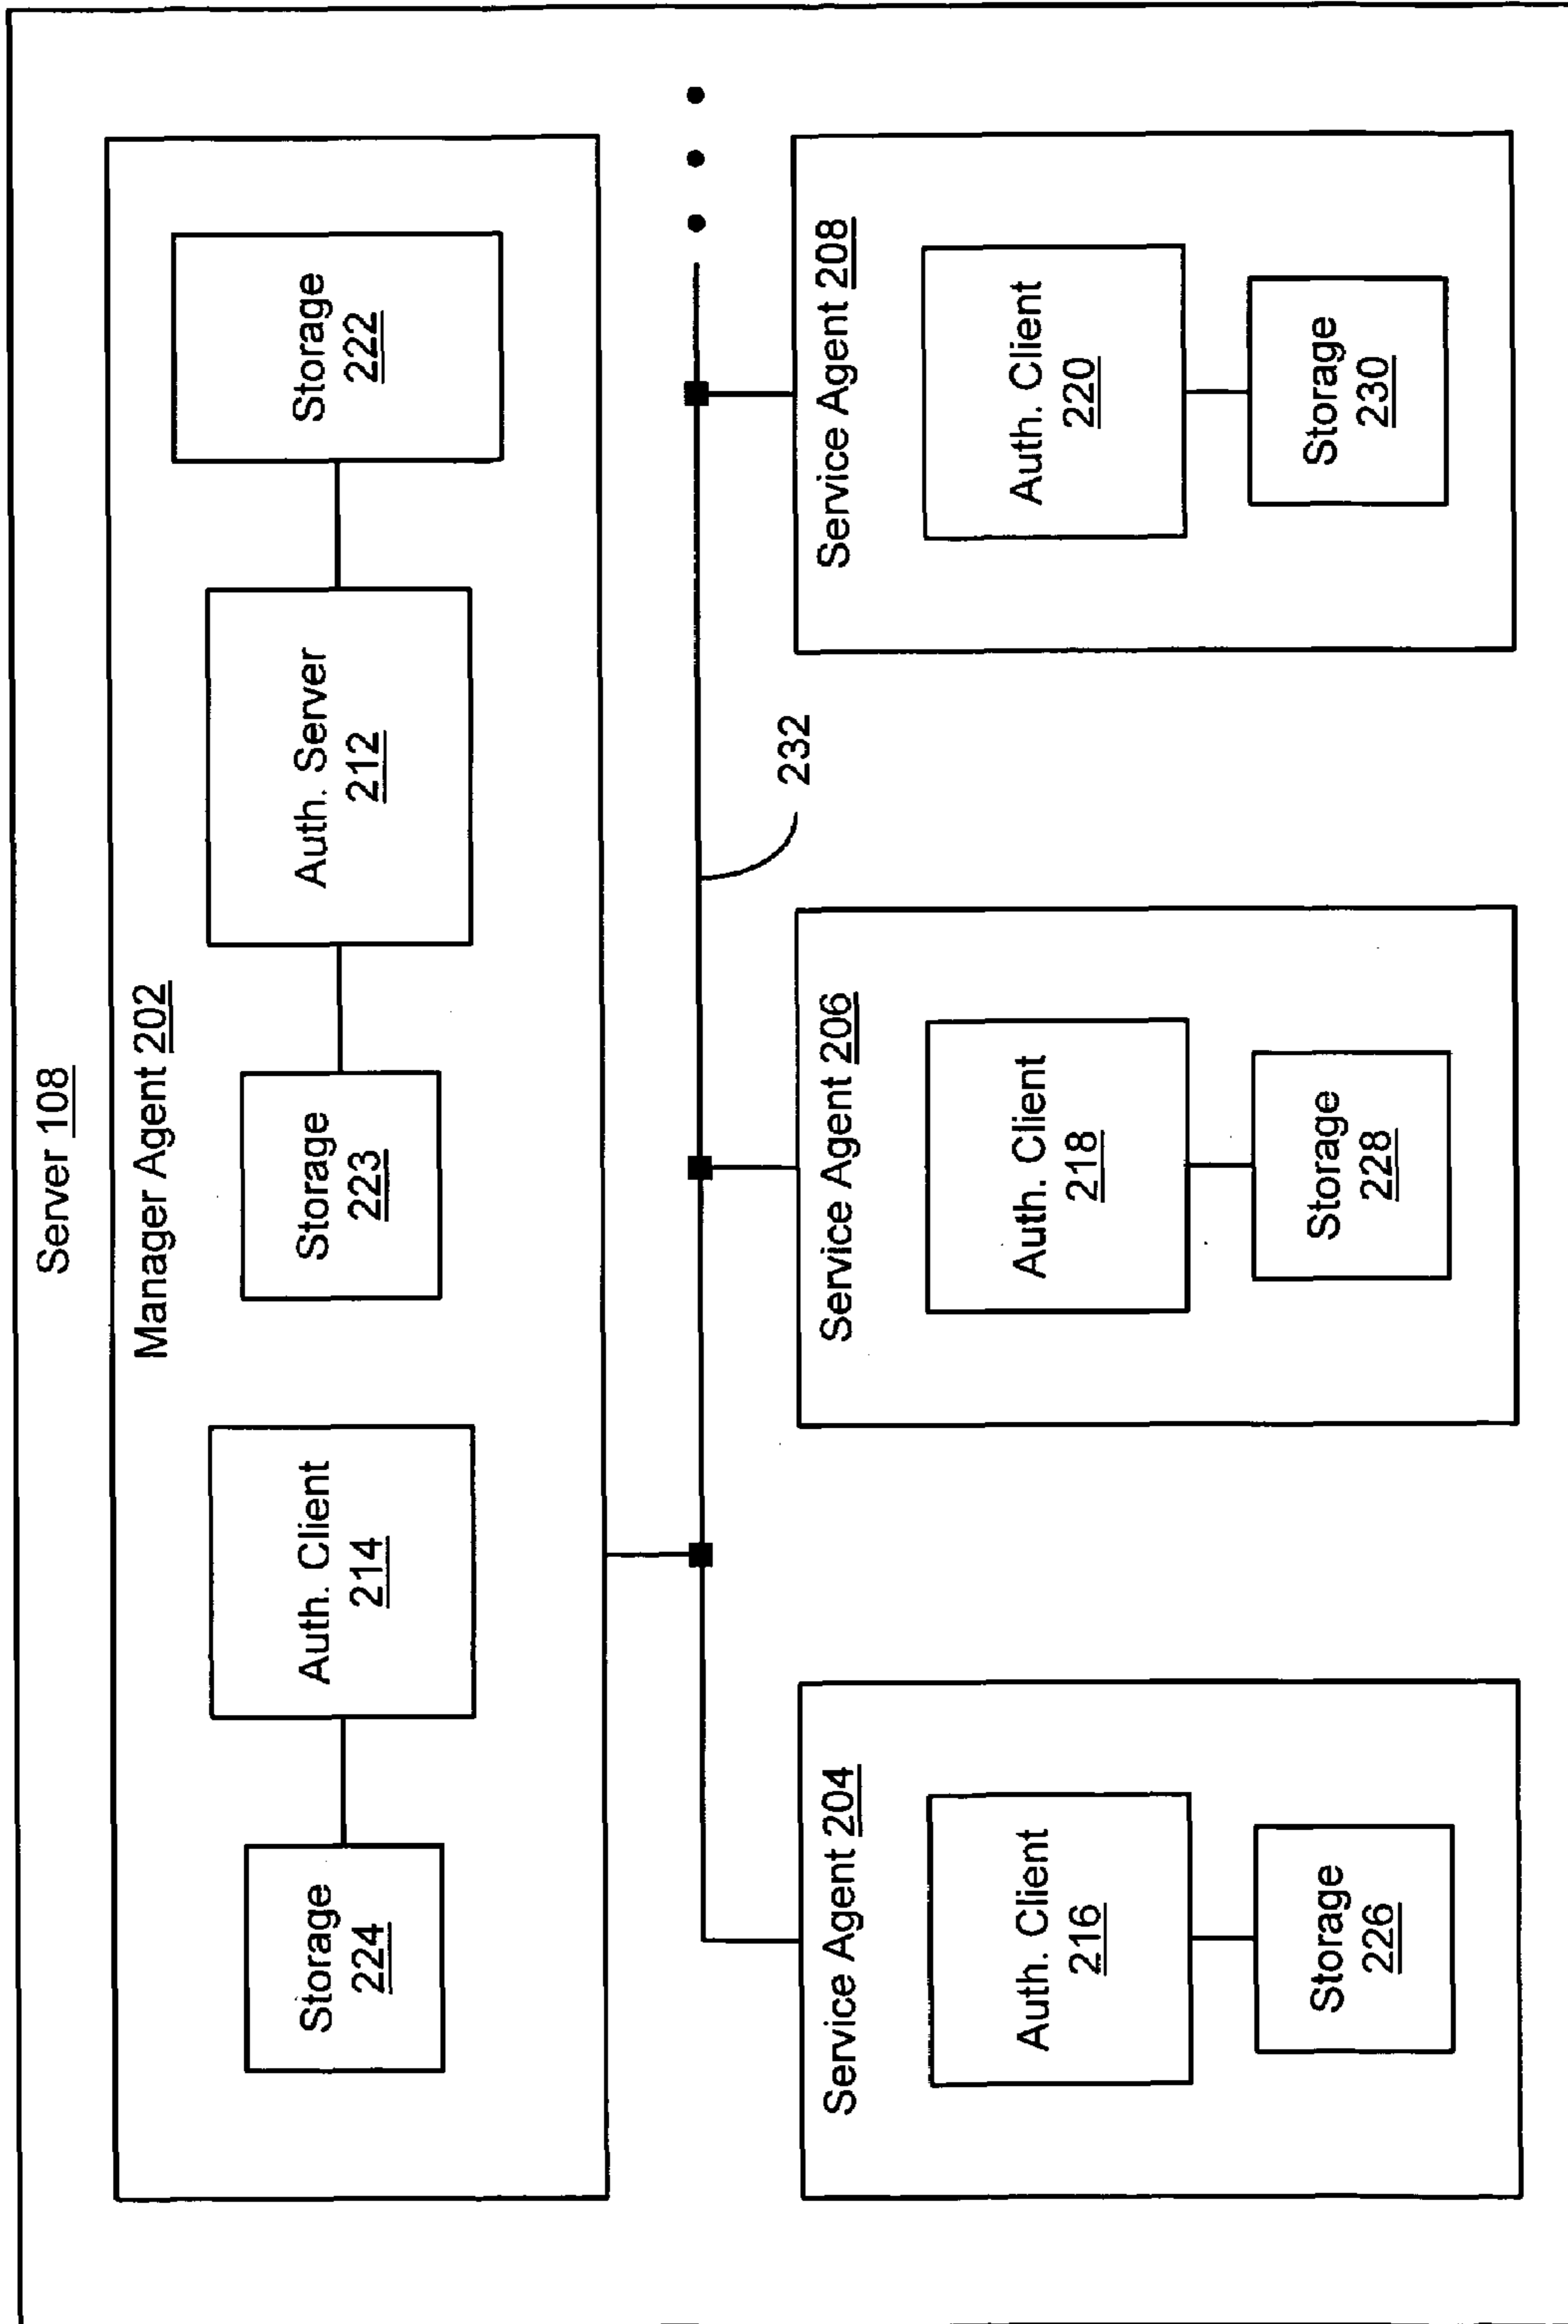 Server 108
Manager Agent 202
Storage
224
Auth. Client
214
Storage
223
Auth. Server
212
Storage
222
232
Service Agent 204
Auth. Client
216
Storage
226
Service Agent 206
Auth. Client
218
Storage
228
Service Agent 208
Auth. Client
220
Storage
230